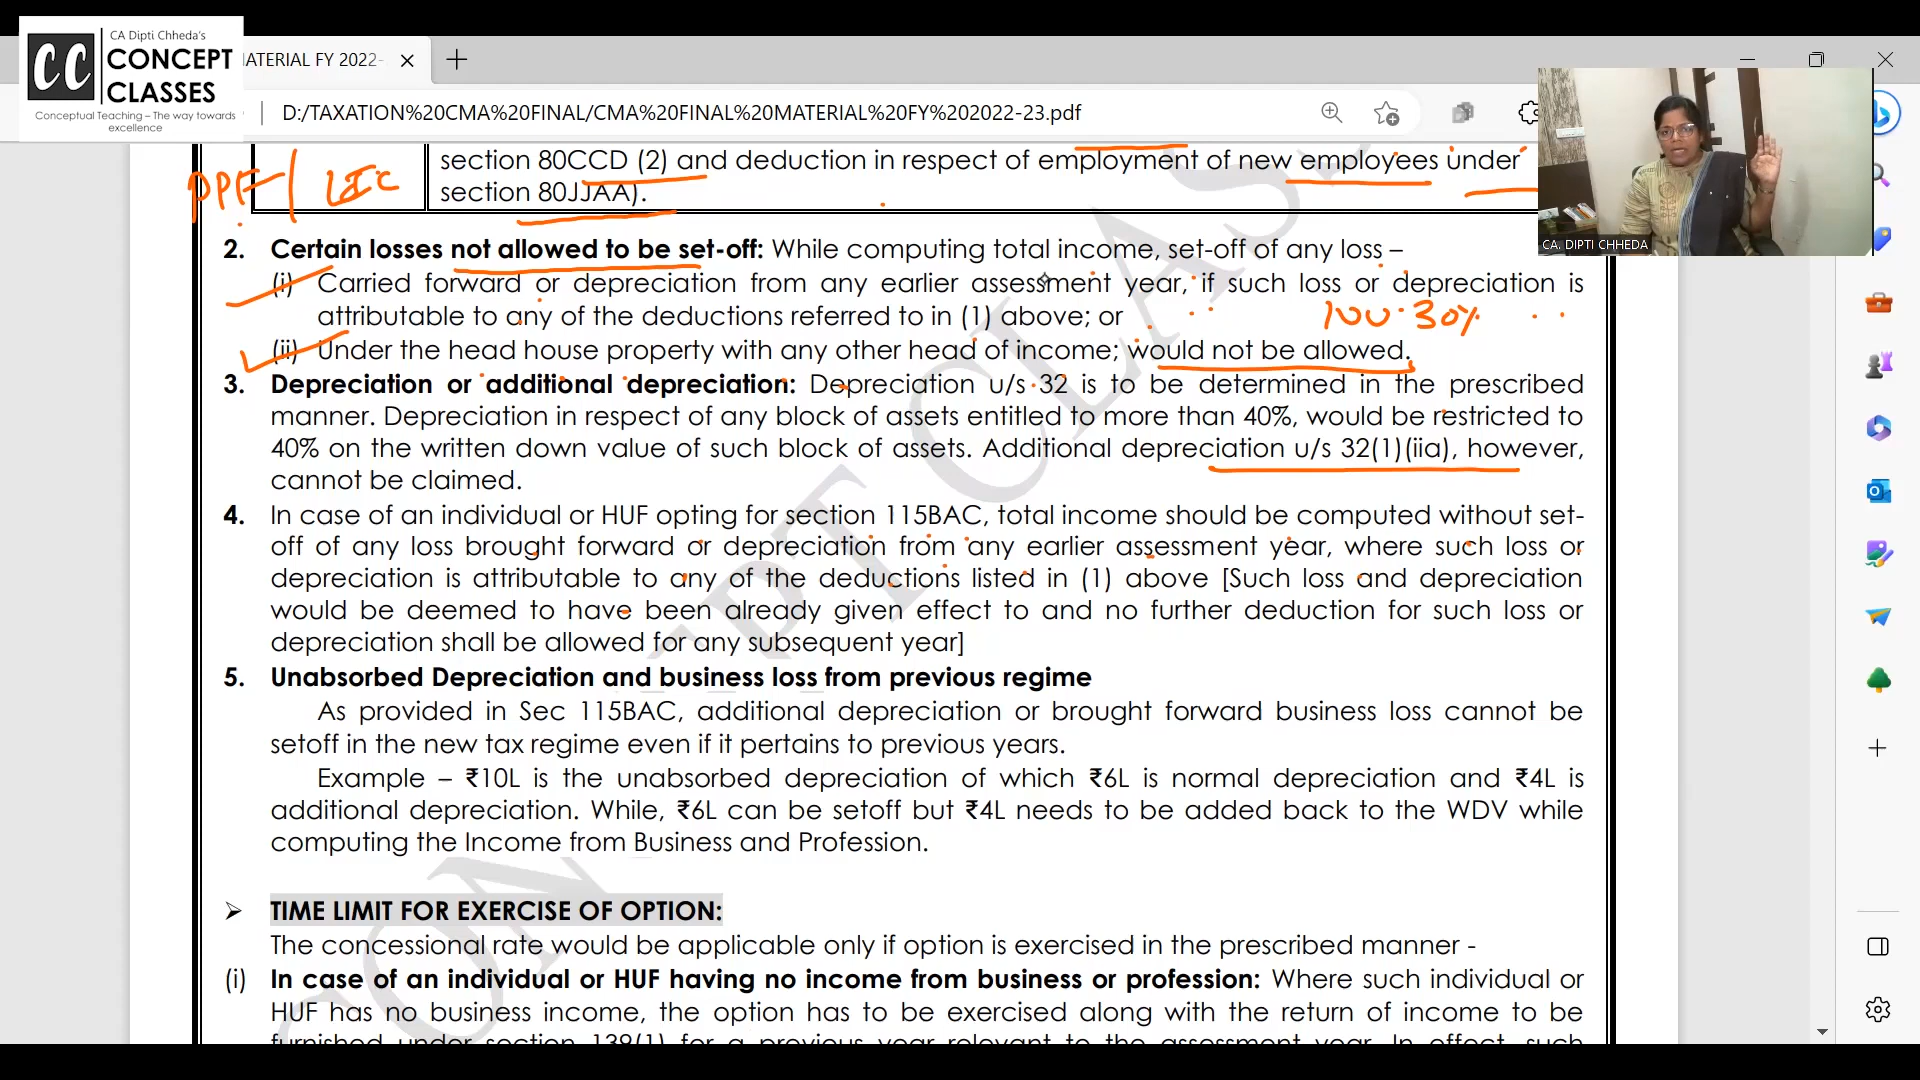 CA Dipti Chheda's
CC CONCEPT
CLASSES
Conceptual Teaching – The way towards
excellence
ATERIAL FY 2022-
D:/TAXATION%20CMA%20FINAL/CMA%20FINAL%20MATERIAL%20FY%202022-23.pdf
CA. DIPTI CHHEDA
section 80CCD (2) and deduction in respect of employment of new employees under
PPF / LIC
section 80JJAA).
2. Certain losses not allowed to be set-off: While computing total income, set-off of any loss –
(i) Carried forward or depreciation from any earlier assessment year, if such loss or depreciation is
attributable to any of the deductions referred to in (1) above; or
100. 30%
(ii) Under the head house property with any other head of income; would not be allowed.
3. Depreciation or additional depreciation: Depreciation u/s 32 is to be determined in the prescribed
manner. Depreciation in respect of any block of assets entitled to more than 40%, would be restricted to
40% on the written down value of such block of assets. Additional depreciation u/s 32(1)(iia), however,
cannot be claimed.
4. In case of an individual or HUF opting for section 115BAC, total income should be computed without set-
off of any loss brought forward or depreciation from any earlier assessment year, where such loss or
depreciation is attributable to any of the deductions listed in (1) above [Such loss and depreciation
would be deemed to have been already given effect to and no further deduction for such loss or
depreciation shall be allowed for any subsequent year]
5. Unabsorbed Depreciation and business loss from previous regime
As provided in Sec 115BAC, additional depreciation or brought forward business loss cannot be
setoff in the new tax regime even if it pertains to previous years.
Example – ₹10L is the unabsorbed depreciation of which ₹6L is normal depreciation and ₹4L is
additional depreciation. While, ₹6L can be setoff but ₹4L needs to be added back to the WDV while
computing the Income from Business and Profession.
➢ TIME LIMIT FOR EXERCISE OF OPTION:
The concessional rate would be applicable only if option is exercised in the prescribed manner -
(i) In case of an individual or HUF having no income from business or profession: Where such individual or
HUF has no business income, the option has to be exercised along with the return of income to be
furnished under section 139(1) for a previous year relevant to the assessment year. In effect, such